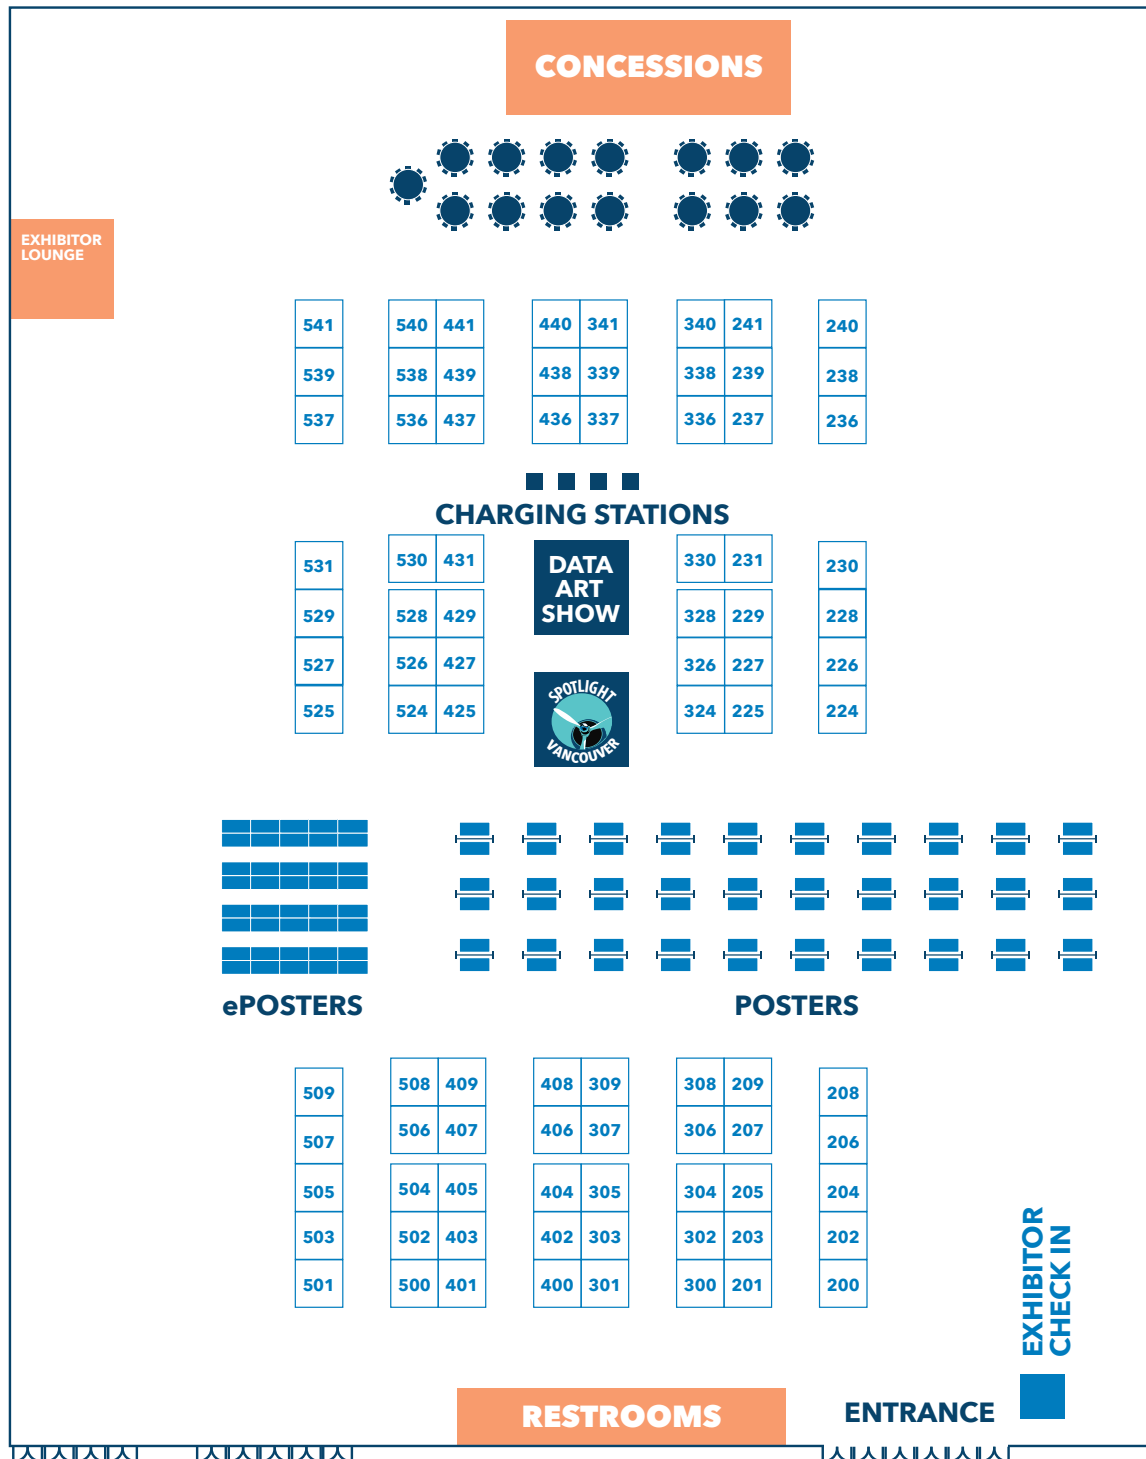 CONCESSIONS
EXHIBITOR
LOUNGE
541 540 441 440 341 340 241 240
539 538 439 438 339 338 239 238
537 536 437 436 337 336 237 236
CHARGING STATIONS
531 530 431 330 231 230
DATA
ART
SHOW
529 528 429 328 229 228
527 526 427 326 227 226
525 524 425 324 225 224
SPOTLIGHT
VANCOUVER
ePOSTERS POSTERS
509 508 409 408 309 308 209 208
507 506 407 406 307 306 207 206
505 504 405 404 305 304 205 204
503 502 403 402 303 302 203 202
501 500 401 400 301 300 201 200
EXHIBITOR
CHECK IN
RESTROOMS
ENTRANCE